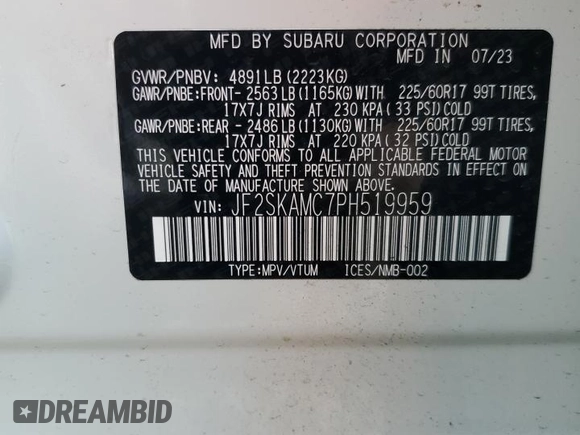 MFD BY SUBARU CORPORATION
MFD IN 07/23
GVWR/PNBV: 4891LB(2223KG)
GAWR/PNBE:FRONT- 2563LB(1165KG)WITH 225/60R17 99T TIRES,
17X7J RIMS AT 230 KPA(33 PSI)COLD
GAWR/PNBE:REAR - 2486LB(1130KG)WITH 225/60R17 99T TIRES,
17X7J RIMS AT 220 KPA(32 PSI)COLD
THIS VEHICLE CONFORMS TO ALL APPLICABLE FEDERAL MOTOR
VEHICLE SAFETY AND THEFT PREVENTION STANDARDS IN EFFECT
ON THE DATE OF MANUFACTURE SHOWN ABOVE.
VIN: JF2SKAMC7PH519959
TYPE:MPV/VTUM ICES/NMB-002
DREAMBID